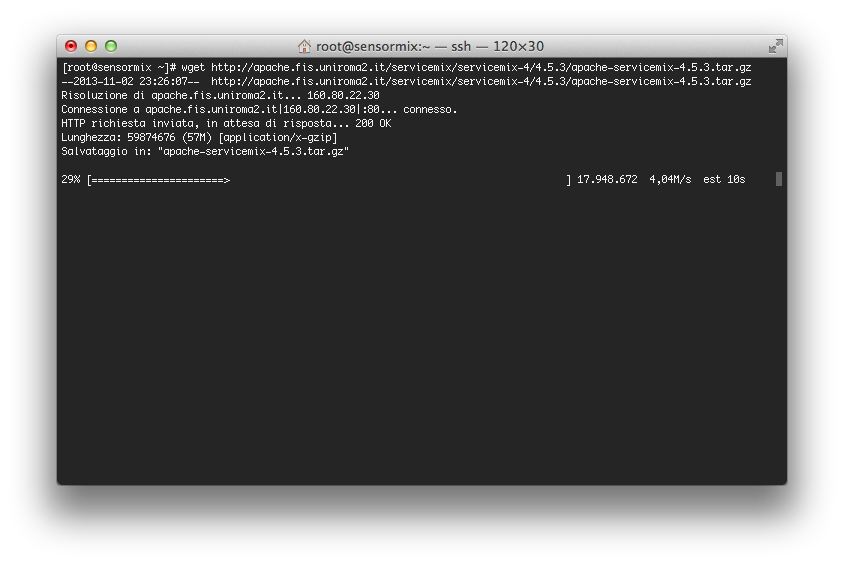 root@sensormix:~ — ssh — 120×30
[root@sensormix ~]# wget http://apache.fis.uniroma2.it/servicemix/servicemix-4/4.5.3/apache-servicemix-4.5.3.tar.gz
--2013-11-02 23:26:07--  http://apache.fis.uniroma2.it/servicemix/servicemix-4/4.5.3/apache-servicemix-4.5.3.tar.gz
Risoluzione di apache.fis.uniroma2.it... 160.80.22.30
Connessione a apache.fis.uniroma2.it|160.80.22.30|:80... connesso.
HTTP richiesta inviata, in attesa di risposta... 200 OK
Lunghezza: 59874676 (57M) [application/x-gzip]
Salvataggio in: "apache-servicemix-4.5.3.tar.gz"
29% [======================>                                                        ] 17.948.672  4,04M/s  est 10s